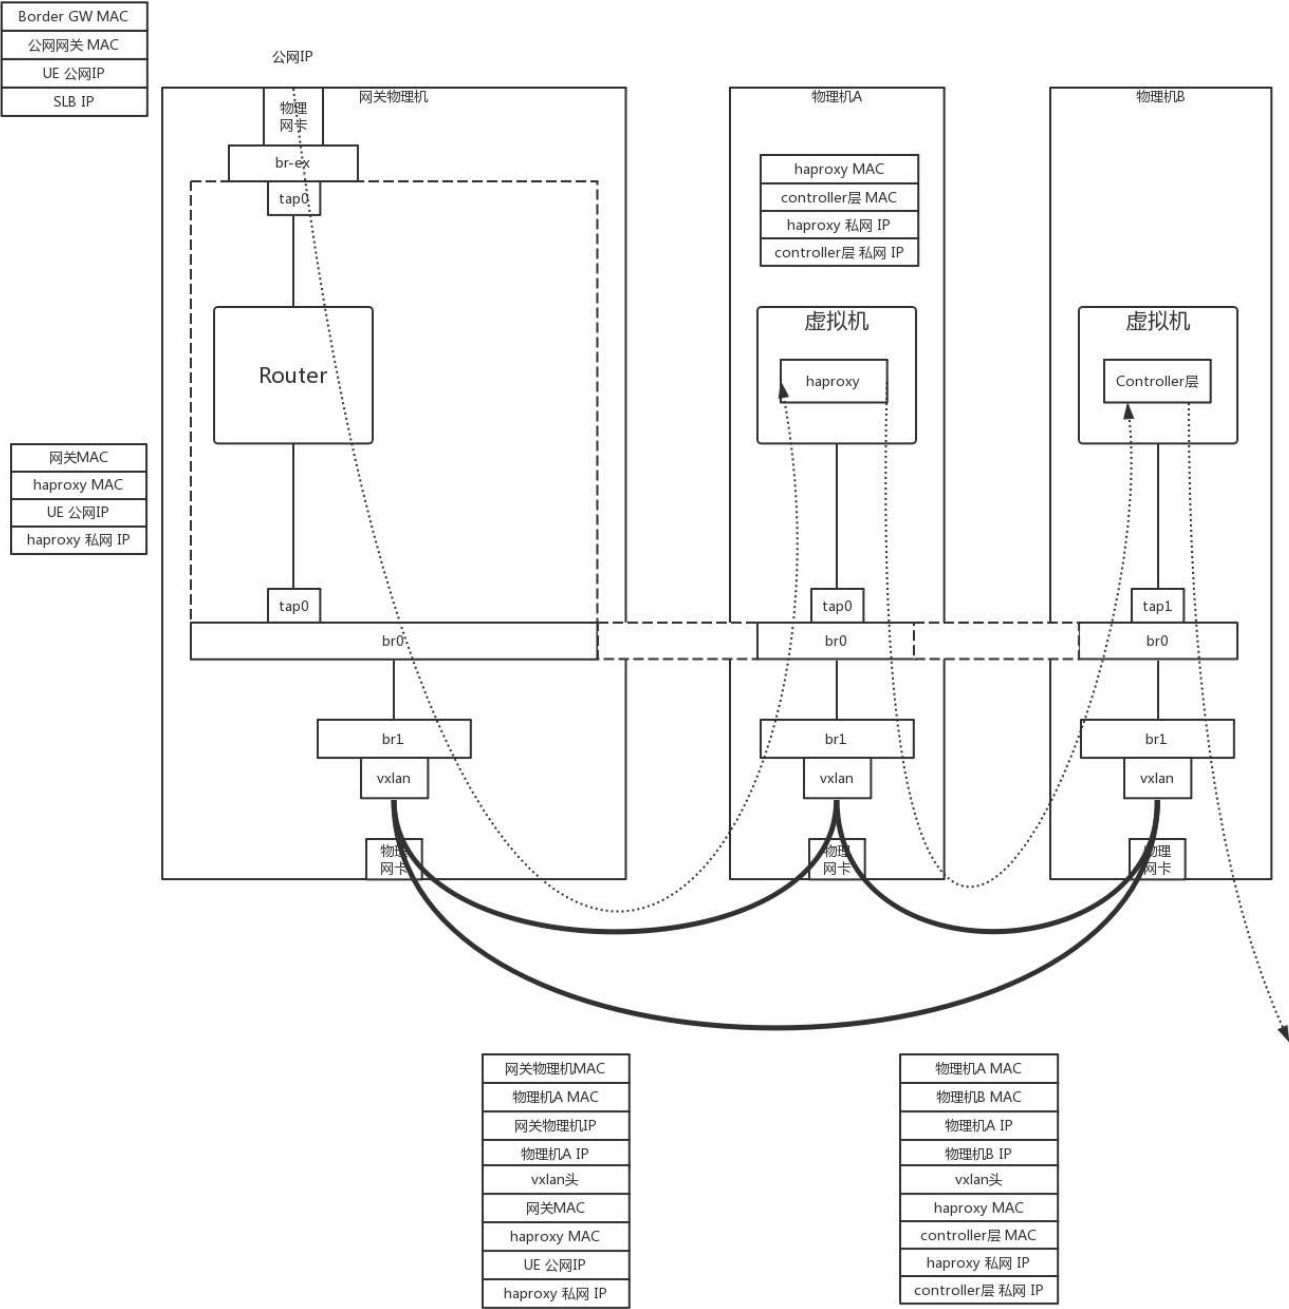 Border GW MAC
公网网关 MAC
UE 公网IP
SLB IP
公网IP
网关物理机
物理
网卡
br-ex
tap0
Router
网关MAC
haproxy MAC
UE 公网IP
haproxy 私网 IP
tap0
br0
br1
vxlan
物理
网卡
物理机A
haproxy MAC
controller层 MAC
haproxy 私网 IP
controller层 私网 IP
虚拟机
haproxy
tap0
br0
br1
vxlan
物理
网卡
物理机B
虚拟机
Controller层
tap1
br0
br1
vxlan
物理
网卡
网关物理机MAC
物理机A MAC
网关物理机IP
物理机A IP
vxlan头
网关MAC
haproxy MAC
UE 公网IP
haproxy 私网 IP
物理机A MAC
物理机B MAC
物理机A IP
物理机B IP
vxlan头
haproxy MAC
controller层 MAC
haproxy 私网 IP
controller层 私网 IP